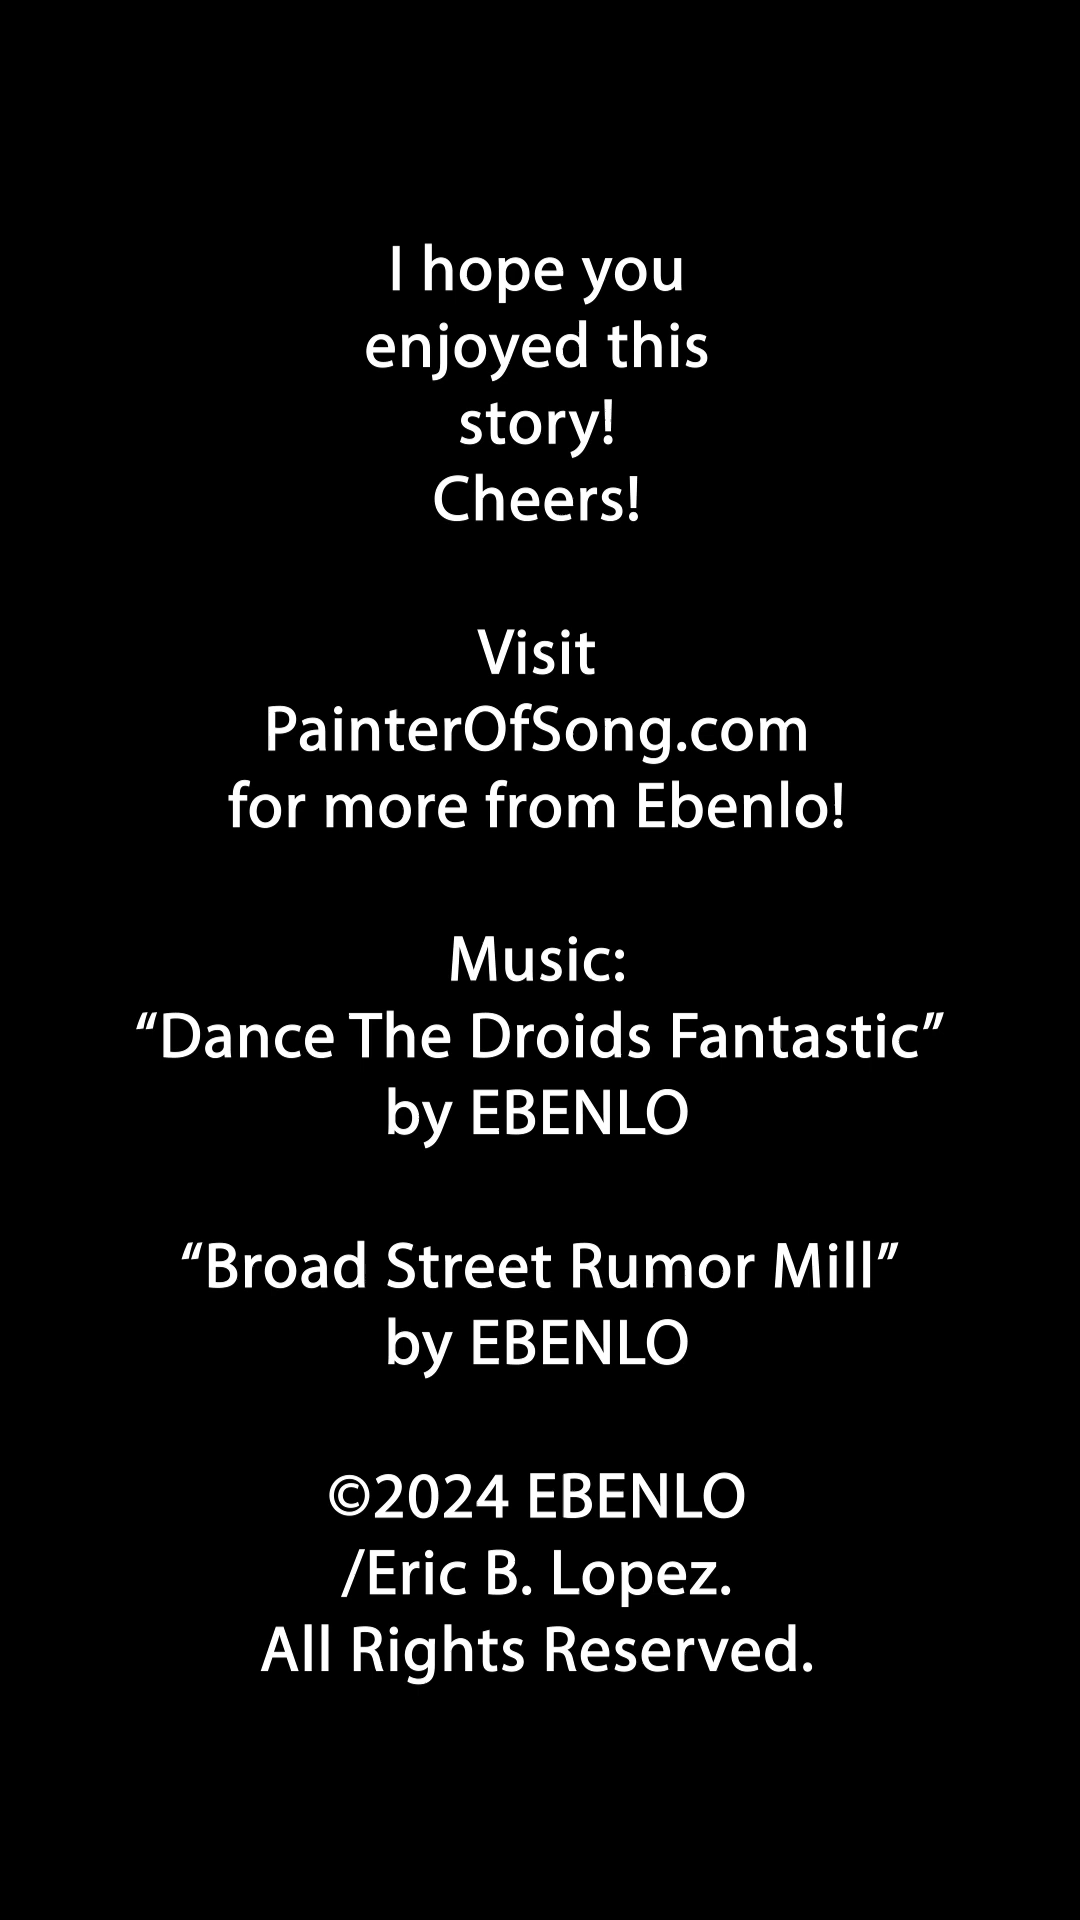 I hope you
enjoyed this
story!
Cheers!
Visit
PainterOfSong.com
for more from Ebenlo!
Music:
“Dance The Droids Fantastic”
by EBENLO
“Broad Street Rumor Mill”
by EBENLO
©2024 EBENLO
/Eric B. Lopez.
All Rights Reserved.